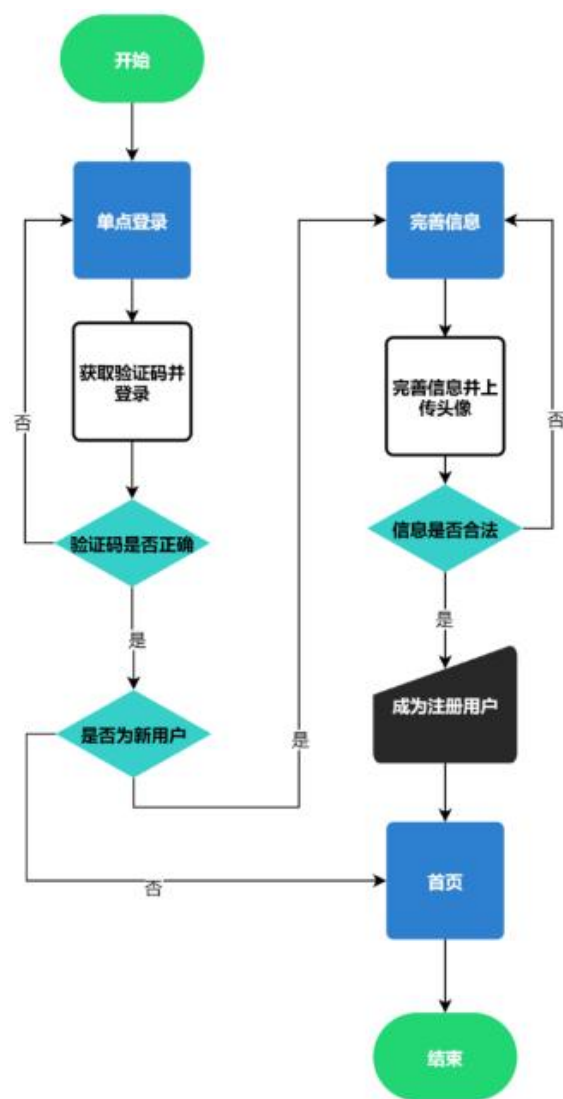 开始
单点登录
获取验证码并
登录
否
验证码是否正确
是
是否为新用户
否
是
完善信息
完善信息并上
传头像
否
信息是否合法
是
成为注册用户
首页
结束